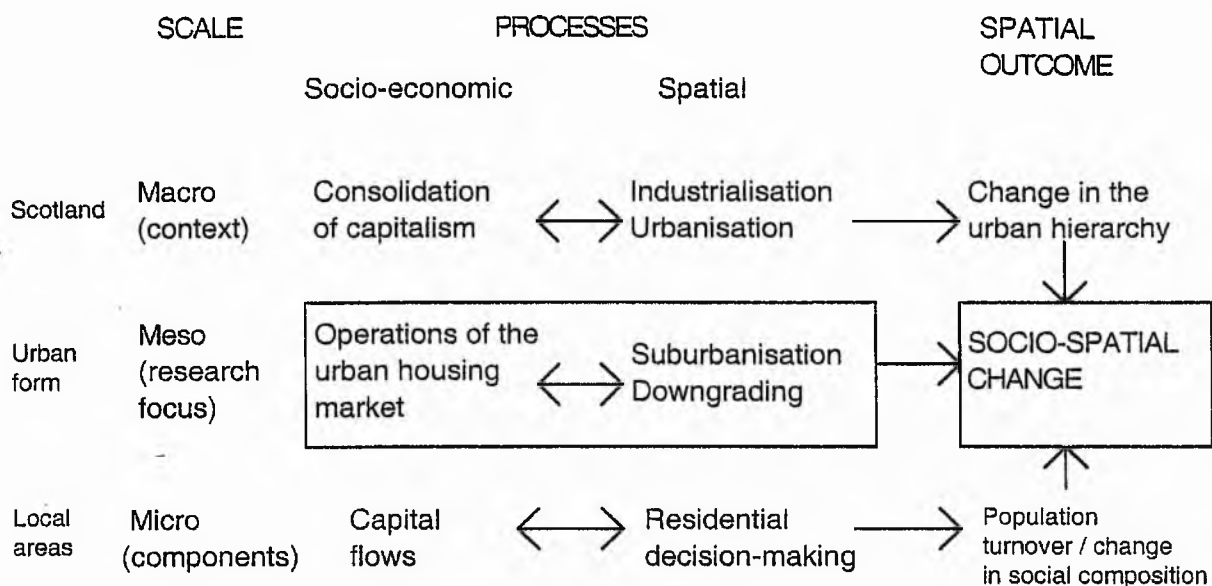 SCALE PROCESSES SPATIAL
OUTCOME
Socio-economic Spatial
Scotland Macro
(context)
Consolidation
of capitalism
Industrialisation
Urbanisation
Change in the
urban hierarchy
Urban
form
Meso
(research
focus)
Operations of the
urban housing
market
Suburbanisation
Downgrading
SOCIO-SPATIAL
CHANGE
Local
areas
Micro
(components)
Capital
flows
Residential
decision-making
Population
turnover / change
in social composition